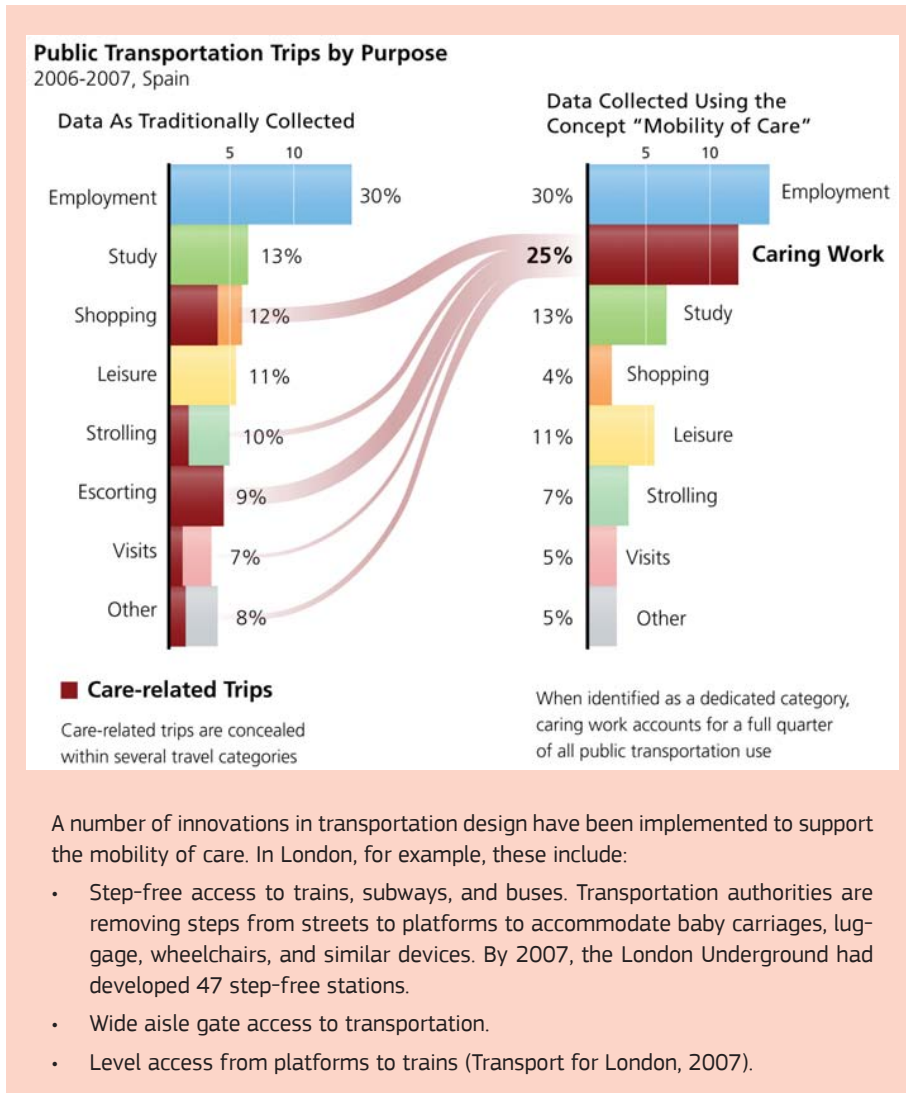 Public Transportation Trips by Purpose
2006-2007, Spain
Data As Traditionally Collected
5 10
Employment 30%
Study 13%
Shopping 12%
Leisure 11%
Strolling 10%
Escorting 9%
Visits 7%
Other 8%
Care-related Trips
Care-related trips are concealed
within several travel categories
Data Collected Using the
Concept “Mobility of Care”
5 10
30% Employment
25% Caring Work
13% Study
4% Shopping
11% Leisure
7% Strolling
5% Visits
5% Other
When identified as a dedicated category,
caring work accounts for a full quarter
of all public transportation use
A number of innovations in transportation design have been implemented to support
the mobility of care. In London, for example, these include:
• Step-free access to trains, subways, and buses. Transportation authorities are
removing steps from streets to platforms to accommodate baby carriages, lug-
gage, wheelchairs, and similar devices. By 2007, the London Underground had
developed 47 step-free stations.
• Wide aisle gate access to transportation.
• Level access from platforms to trains (Transport for London, 2007).